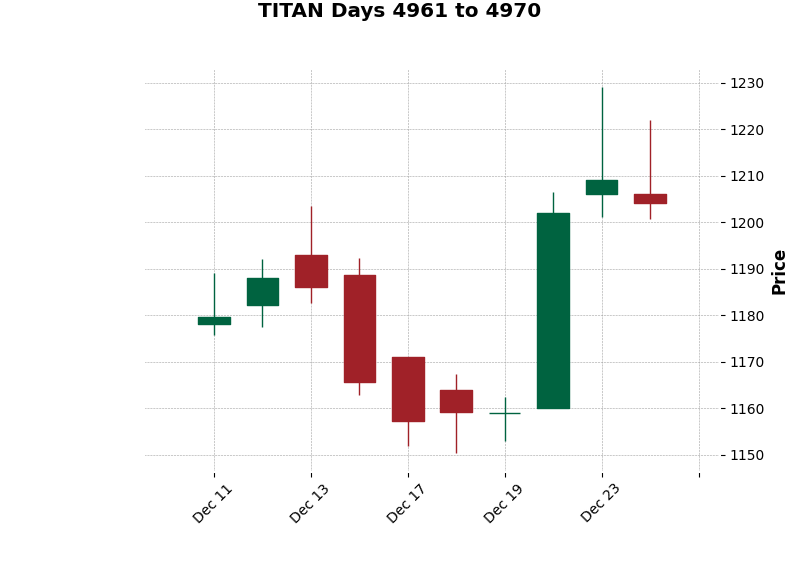 TITAN Days 4961 to 4970
1230
1220
1210
1200
1190
1180
1170
1160
1150
Price
Dec 11
Dec 13
Dec 17
Dec 19
Dec 23